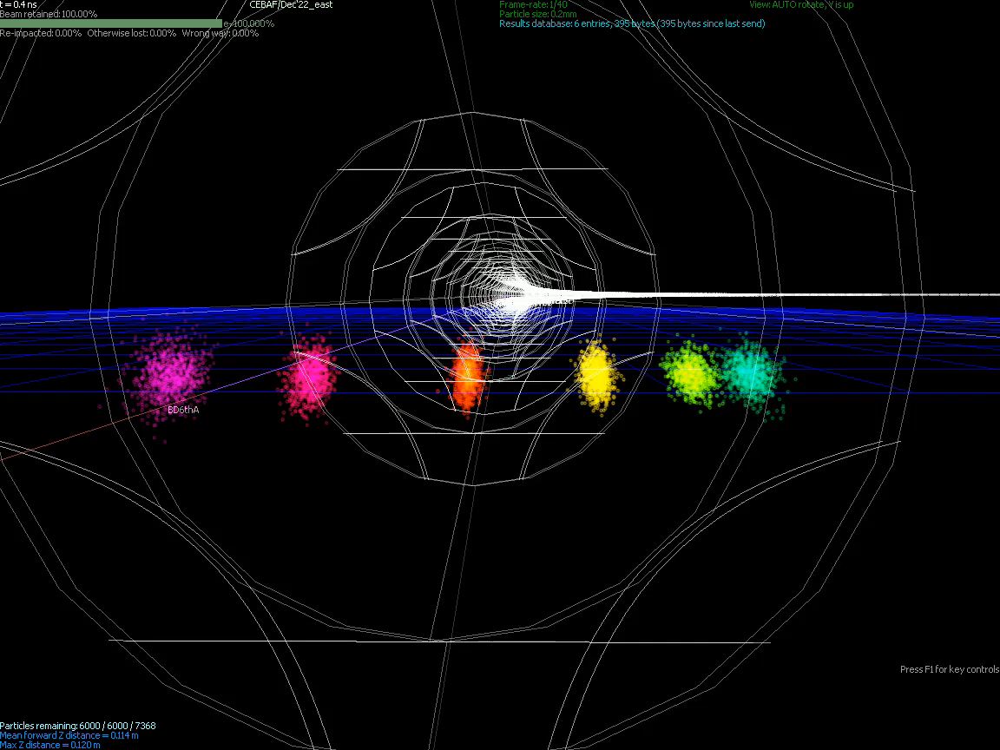 t = 0.4 ns
Beam retained: 100.00%
e-100.000%
Re-impacted: 0.00% Otherwise lost: 0.00% Wrong way: 0.00%
CEBAF/Dec'22_east
Frame-rate: 1/40
Particle size: 0.2mm
Results database: 6 entries, 395 bytes (395 bytes since last send)
View: AUTO rotate, Y is up
BD6thA
Press F1 for key controls
Particles remaining: 6000 / 6000 / 7368
Mean forward Z distance = 0.114 m
Max Z distance = 0.120 m